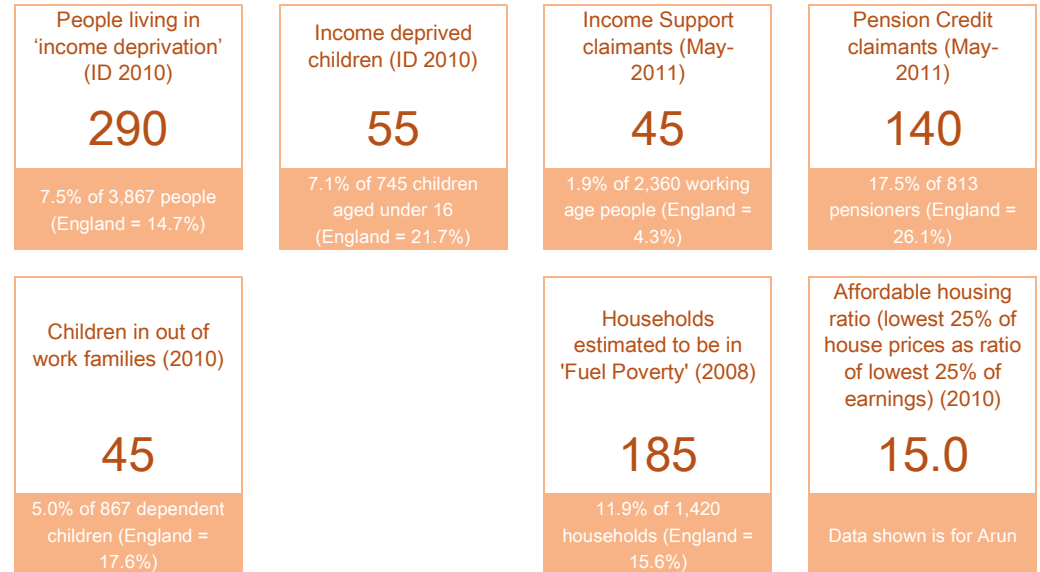 People living in
‘income deprivation’
(ID 2010)
290
7.5% of 3,867 people
(England = 14.7%)
Income deprived
children (ID 2010)
55
7.1% of 745 children
aged under 16
(England = 21.7%)
Income Support
claimants (May-
2011)
45
1.9% of 2,360 working
age people (England =
4.3%)
Pension Credit
claimants (May-
2011)
140
17.5% of 813
pensioners (England =
26.1%)
Children in out of
work families (2010)
45
5.0% of 867 dependent
children (England =
17.6%)
Households
estimated to be in
'Fuel Poverty' (2008)
185
11.9% of 1,420
households (England =
15.6%)
Affordable housing
ratio (lowest 25% of
house prices as ratio
of lowest 25% of
earnings) (2010)
15.0
Data shown is for Arun